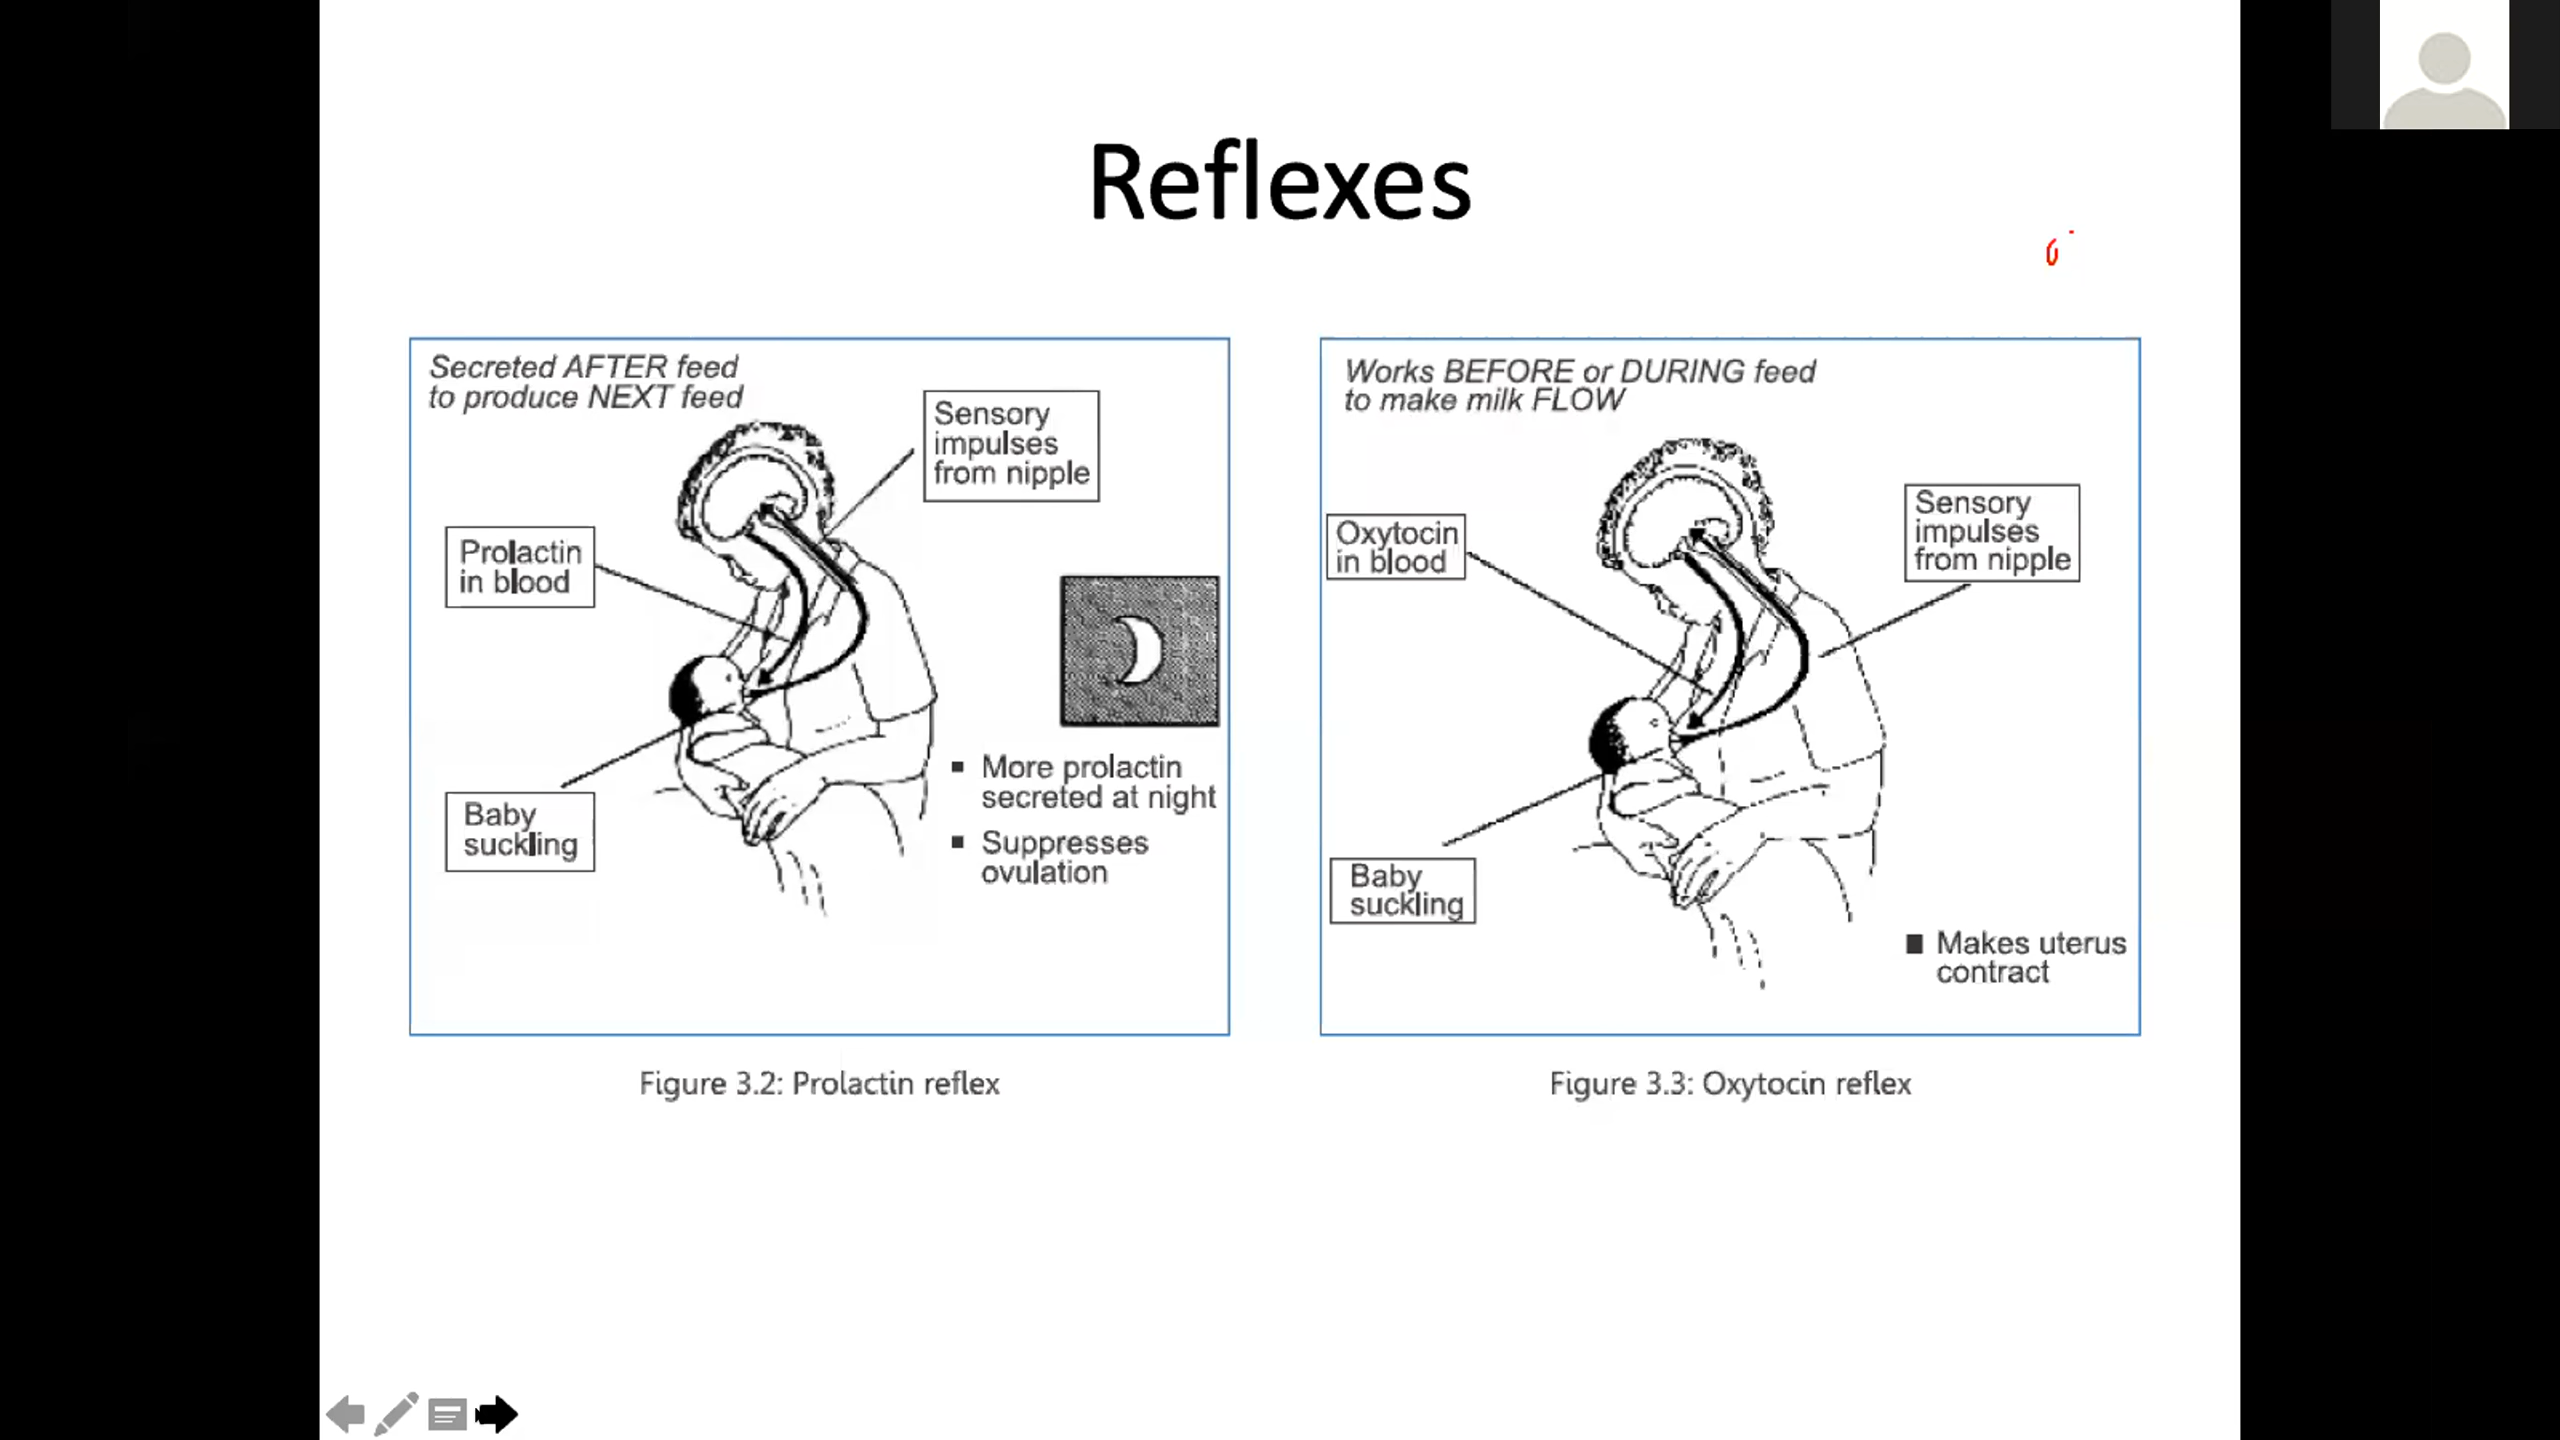 Reflexes
Secreted AFTER feed
to produce NEXT feed
Sensory
impulses
from nipple
Prolactin
in blood
Baby
suckling
▪ More prolactin
secreted at night
▪ Suppresses
ovulation
Figure 3.2: Prolactin reflex
Works BEFORE or DURING feed
to make milk FLOW
Oxytocin
in blood
Sensory
impulses
from nipple
Baby
suckling
■ Makes uterus
contract
Figure 3.3: Oxytocin reflex